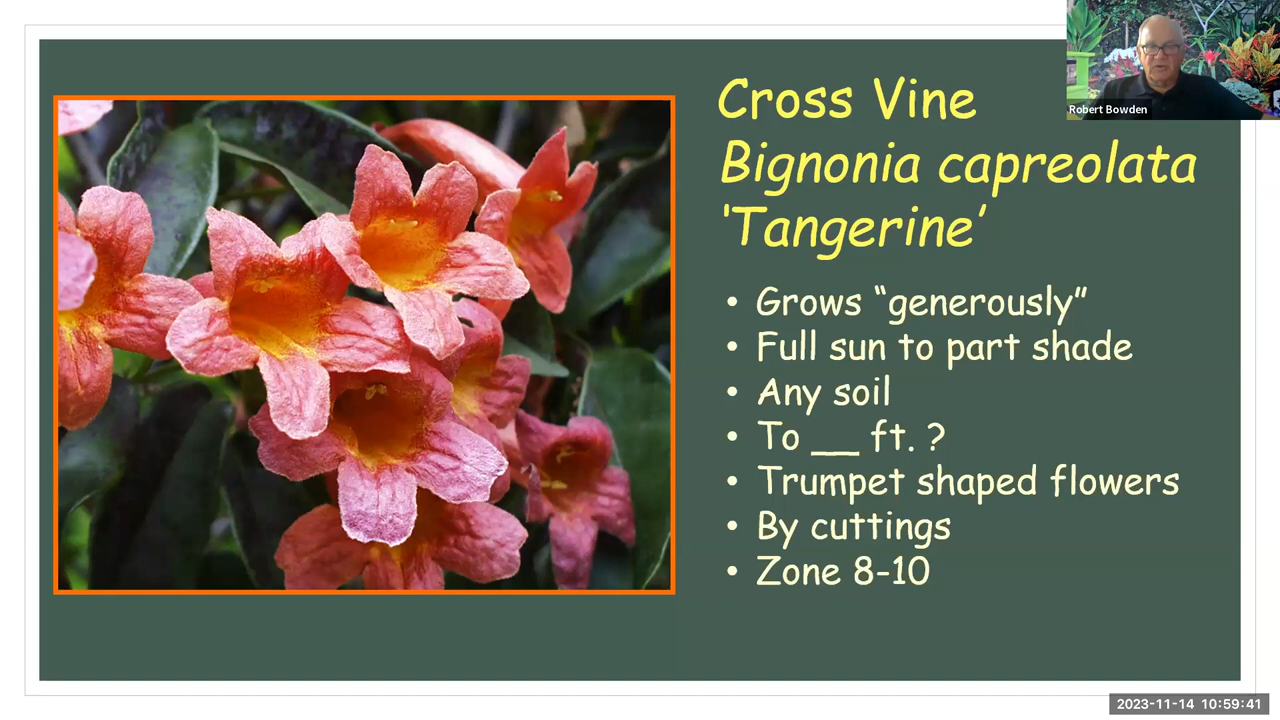 Cross Vine
Bignonia capreolata
‘Tangerine’
• Grows “generously”
• Full sun to part shade
• Any soil
• To __ ft. ?
• Trumpet shaped flowers
• By cuttings
• Zone 8-10
Robert Bowden
2023-11-14 10:59:41